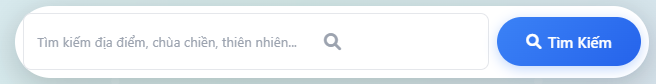 Tìm kiếm địa điểm, chùa chiền, thiên nhiên...
Tìm Kiếm